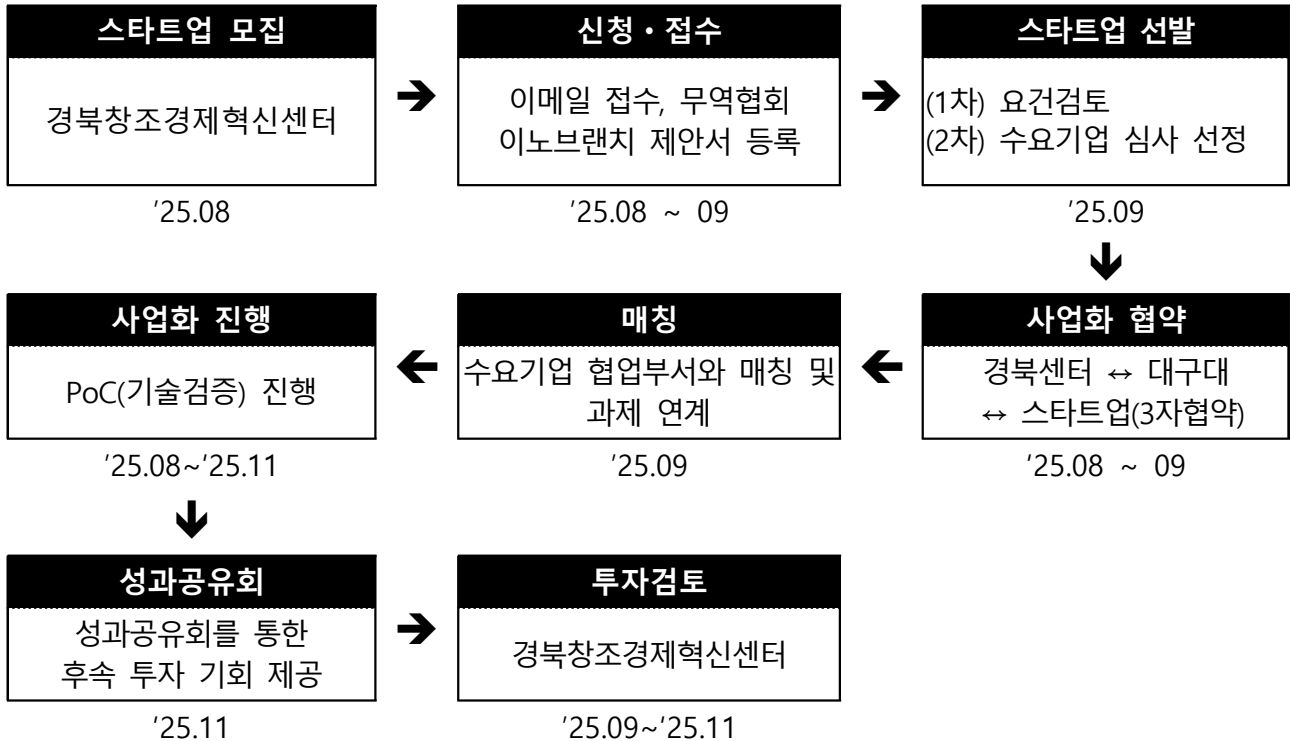 스타트업 모집
경북창조경제혁신센터
'25.08
➔
신청・접수
이메일 접수, 무역협회
이노브랜치 제안서 등록
'25.08 ~ 09
➔
스타트업 선발
(1차) 요건검토
(2차) 수요기업 심사 선정
'25.09
사업화 협약
경북센터 ↔ 대구대
↔ 스타트업(3자협약)
'25.08 ~ 09
매칭
수요기업 협업부서와 매칭 및
과제 연계
'25.09
사업화 진행
PoC(기술검증) 진행
'25.08~'25.11
성과공유회
성과공유회를 통한
후속 투자 기회 제공
'25.11
투자검토
경북창조경제혁신센터
'25.09~'25.11